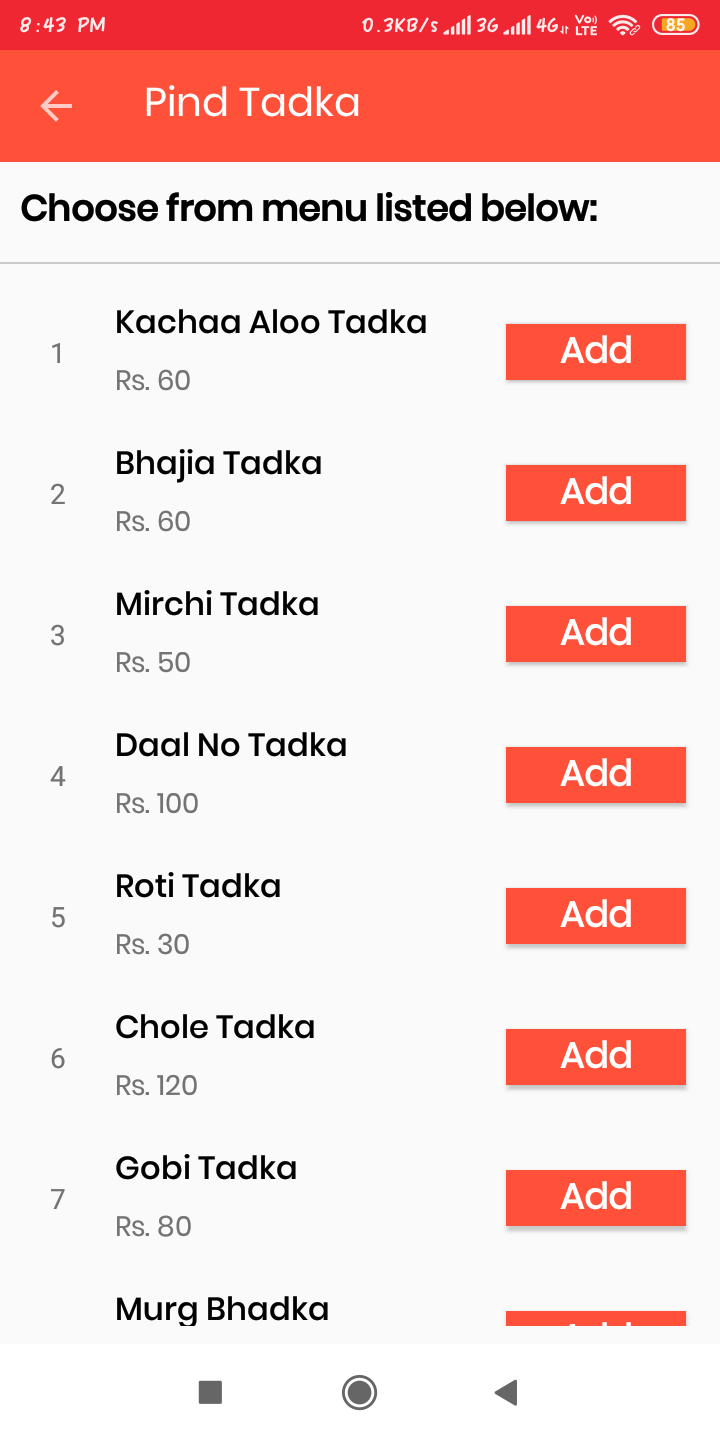 8:43 PM 0.3KB/s 3G 4G Vo) LTE 85
Pind Tadka
Choose from menu listed below:
1
Kachaa Aloo Tadka
Rs. 60
Add
2
Bhajia Tadka
Rs. 60
Add
3
Mirchi Tadka
Rs. 50
Add
4
Daal No Tadka
Rs. 100
Add
5
Roti Tadka
Rs. 30
Add
6
Chole Tadka
Rs. 120
Add
7
Gobi Tadka
Rs. 80
Add
Murg Bhadka